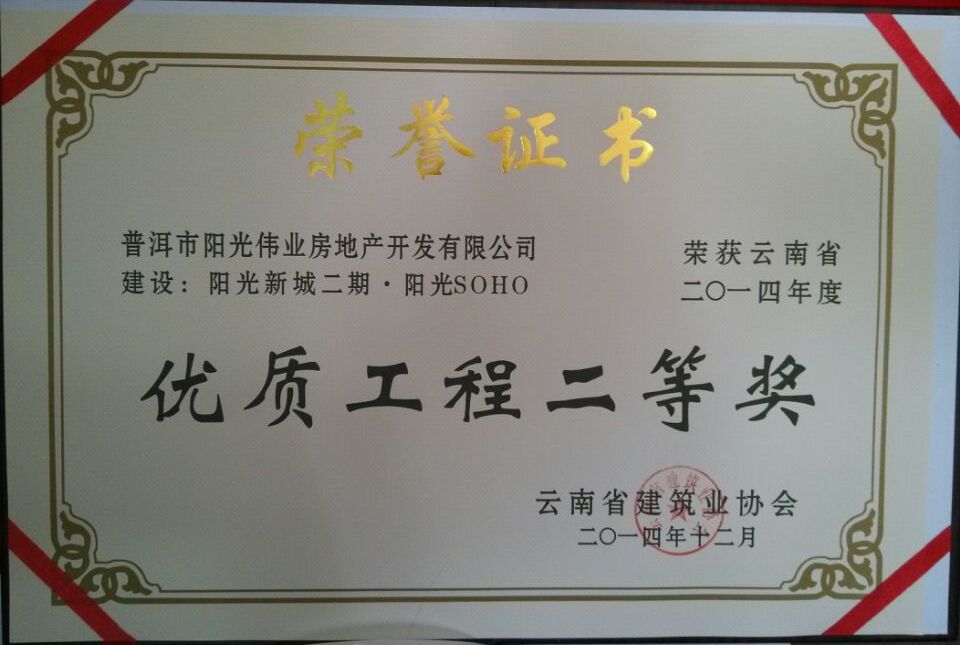 荣誉证书
普洱市阳光伟业房地产开发有限公司
建设：阳光新城二期·阳光SOHO
荣获云南省
二〇一四年度
优质工程二等奖
云南省建筑业协会
二〇一四年十二月